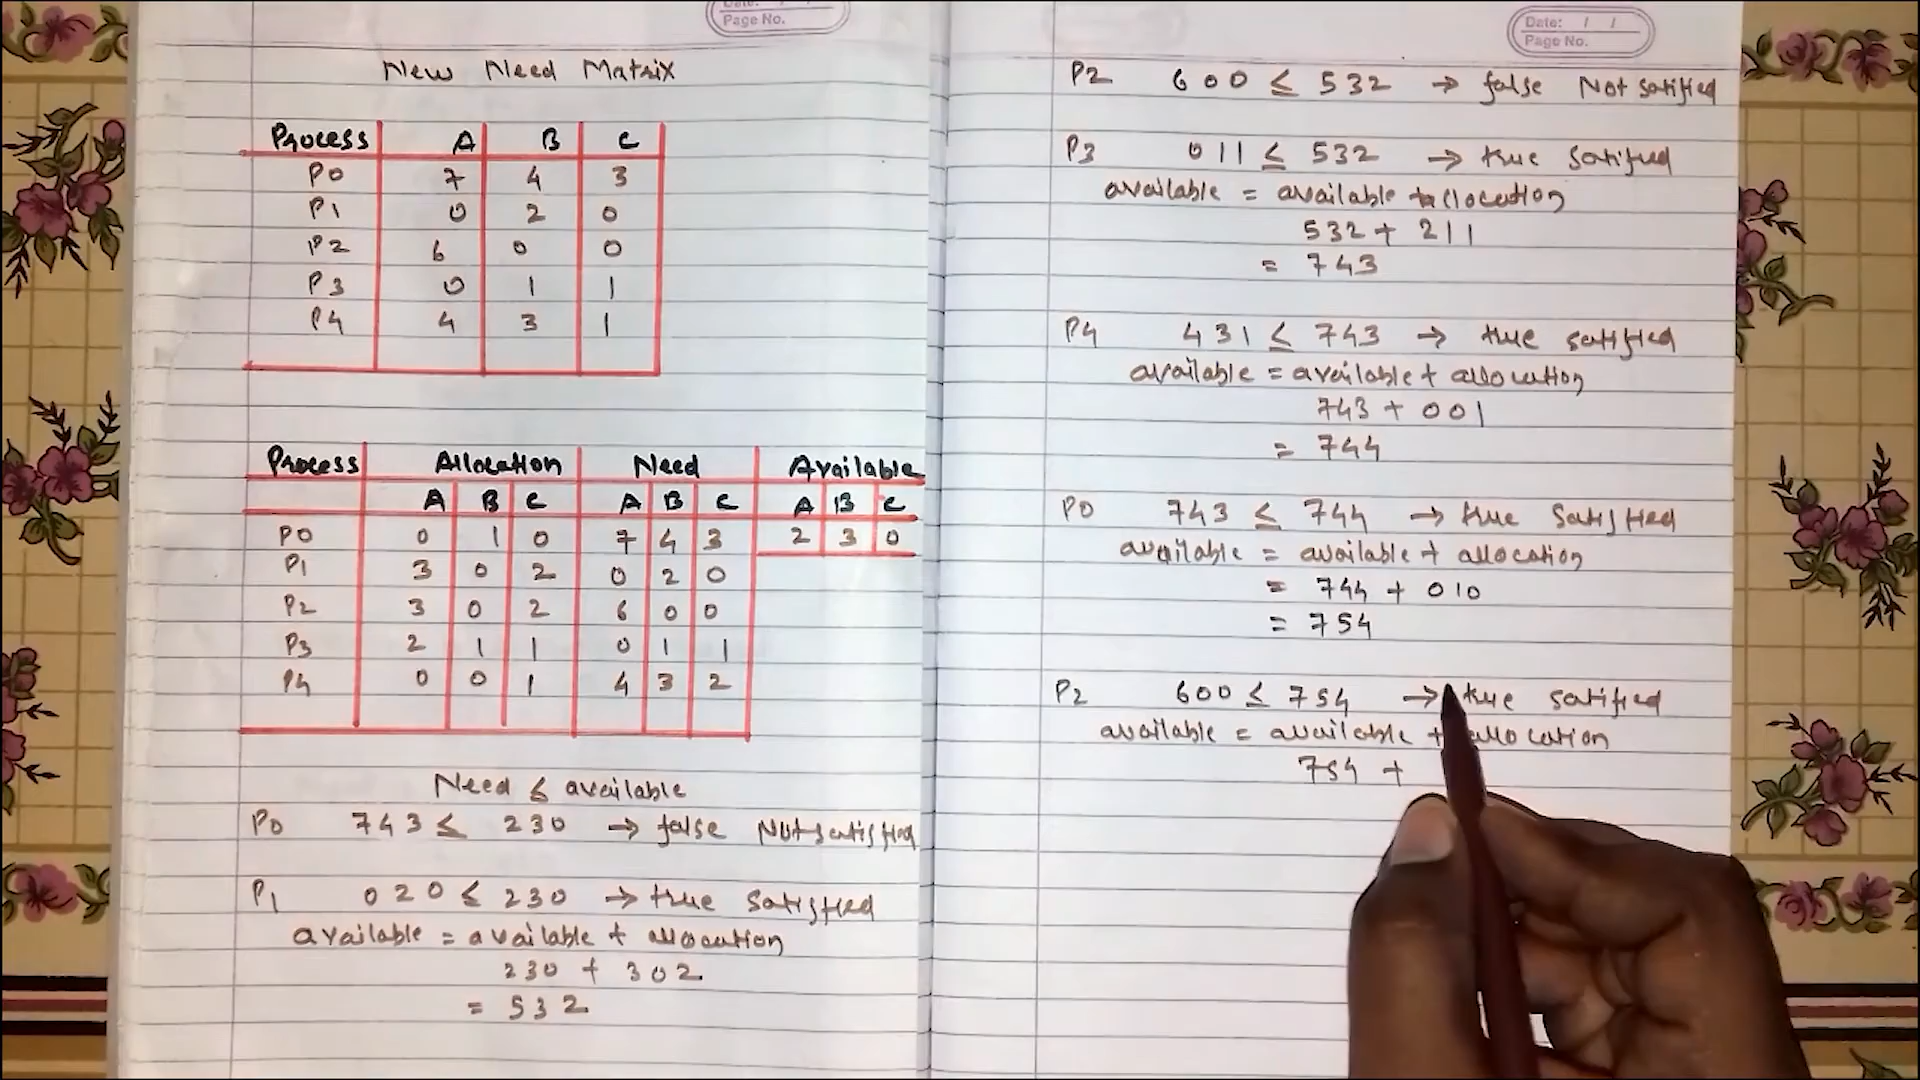 Date: / /
Page No.
New Need Matrix
Process A B C
P0 7 4 3
P1 0 2 0
P2 6 0 0
P3 0 1 1
P4 4 3 1
Process Allocation Need Available
A B C A B C A B C
P0 0 1 0 7 4 3 2 3 0
P1 3 0 2 0 2 0
P2 3 0 2 6 0 0
P3 2 1 1 0 1 1
P4 0 0 1 4 3 2
Need ≤ available
P0 743 ≤ 230 → false Not satisfied
P1 020 ≤ 230 → true satisfied
available = available + allocation
230 + 302
= 532
Date: / /
Page No.
P2 600 ≤ 532 → false Not satified
P3 011 ≤ 532 → true satified
available = available + allocation
532 + 211
= 743
P4 431 ≤ 743 → true satisfied
available = available + allocation
743 + 001
= 744
P0 743 ≤ 744 → true satisfied
available = available + allocation
= 744 + 010
= 754
P2 600 ≤ 754 → true satified
available = available + allocation
754 +